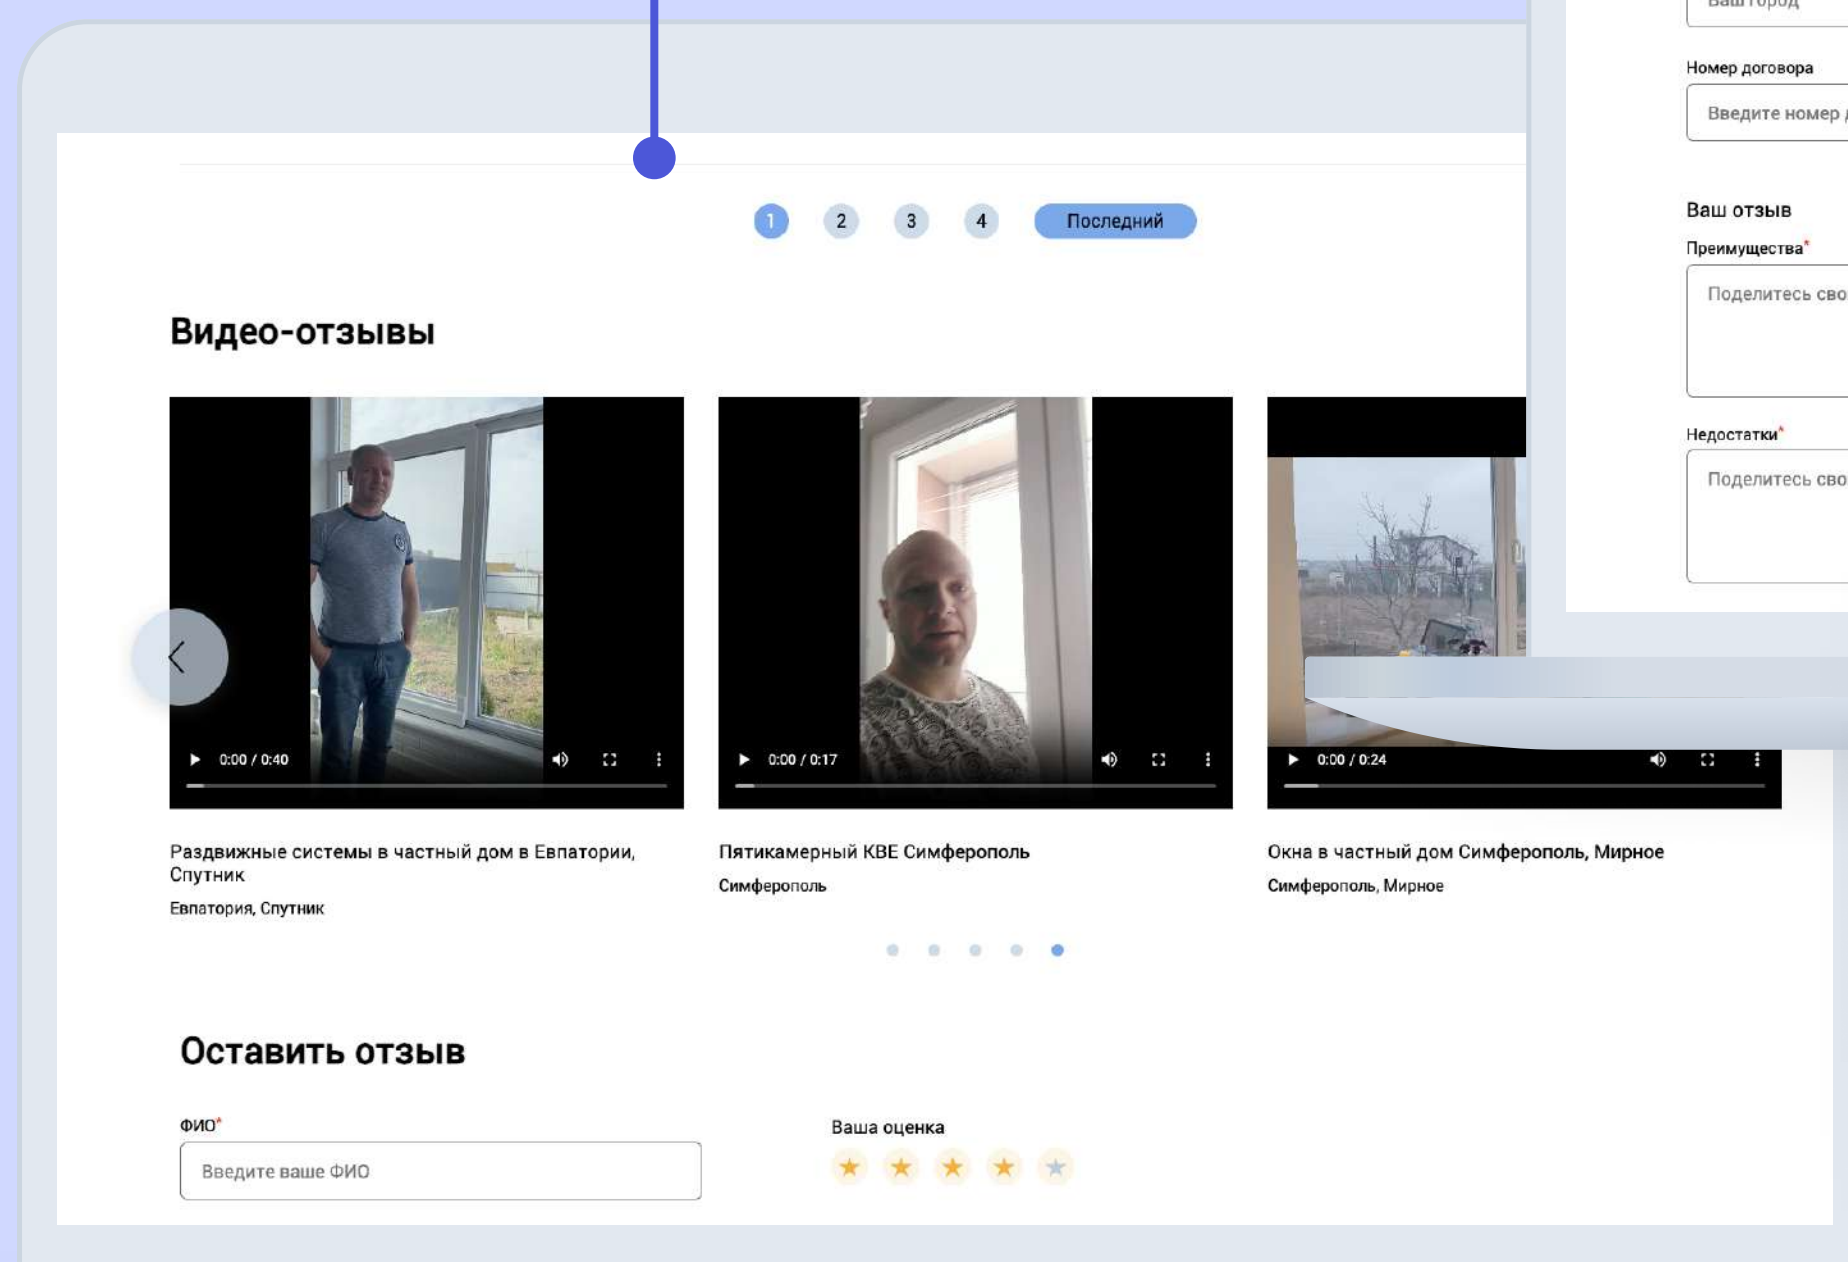 1 2 3 4 Последний
Видео-отзывы
0:00 / 0:40
0:00 / 0:17
0:00 / 0:24
Раздвижные системы в частный дом в Евпатории,
Спутник
Евпатория, Спутник
Пятикамерный КВЕ Симферополь
Симферополь
Окна в частный дом Симферополь, Мирное
Симферополь, Мирное
Оставить отзыв
ФИО*
Введите ваше ФИО
Ваша оценка
Ваш город
Номер договора
Введите номер
Ваш отзыв
Преимущества*
Поделитесь сво
Недостатки*
Поделитесь сво